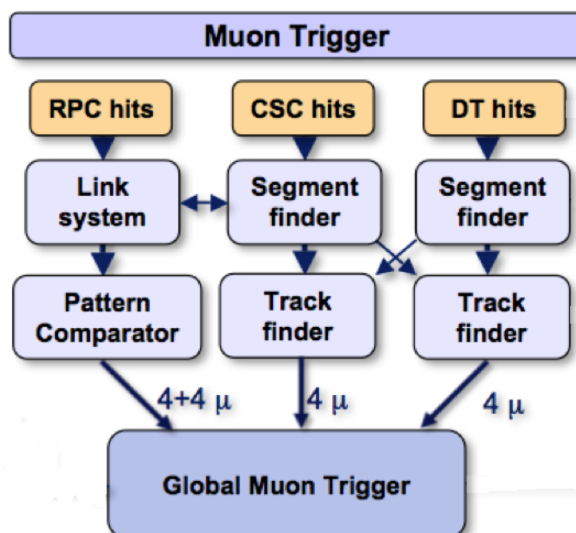 Muon Trigger
RPC hits
CSC hits
DT hits
Link
system
Segment
finder
Segment
finder
Pattern
Comparator
Track
finder
Track
finder
4+4 μ
4 μ
4 μ
Global Muon Trigger